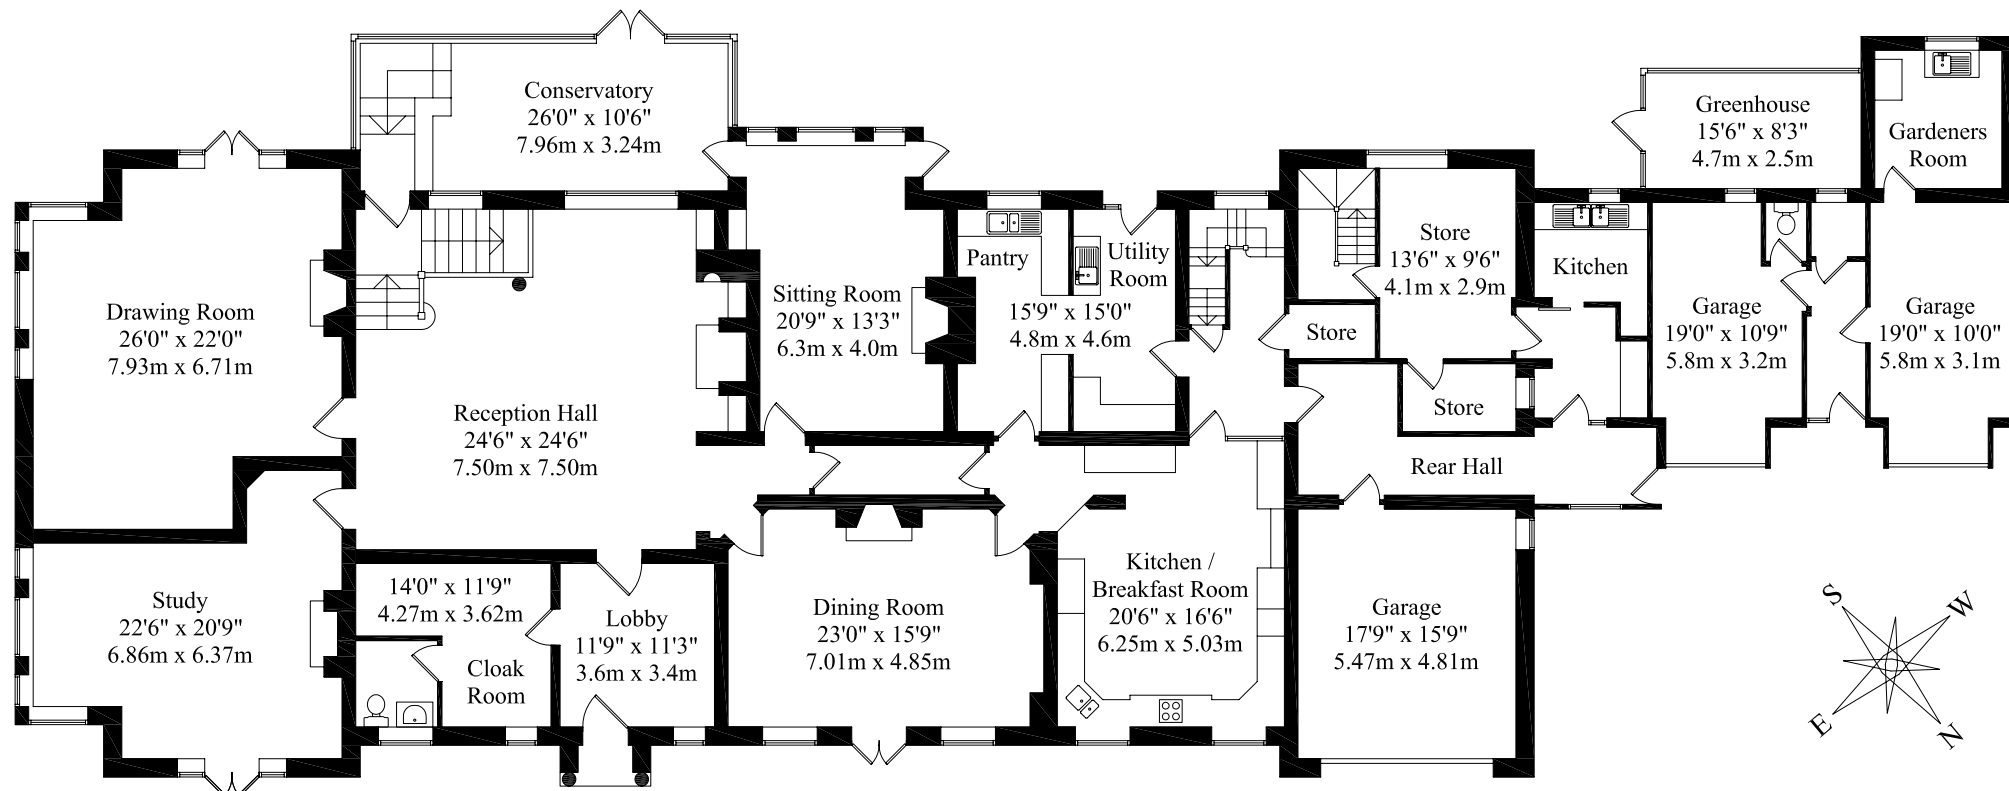 Conservatory
26'0" x 10'6"
7.96m x 3.24m
Greenhouse
15'6" x 8'3"
4.7m x 2.5m
Gardeners
Room
Drawing Room
26'0" x 22'0"
7.93m x 6.71m
Reception Hall
24'6" x 24'6"
7.50m x 7.50m
Sitting Room
20'9" x 13'3"
6.3m x 4.0m
Pantry
Utility
Room
15'9" x 15'0"
4.8m x 4.6m
Store
13'6" x 9'6"
4.1m x 2.9m
Store
Store
Kitchen
Garage
19'0" x 10'9"
5.8m x 3.2m
Garage
19'0" x 10'0"
5.8m x 3.1m
Rear Hall
Study
22'6" x 20'9"
6.86m x 6.37m
14'0" x 11'9"
4.27m x 3.62m
Cloak
Room
Lobby
11'9" x 11'3"
3.6m x 3.4m
Dining Room
23'0" x 15'9"
7.01m x 4.85m
Kitchen /
Breakfast Room
20'6" x 16'6"
6.25m x 5.03m
Garage
17'9" x 15'9"
5.47m x 4.81m
S
W
E
N